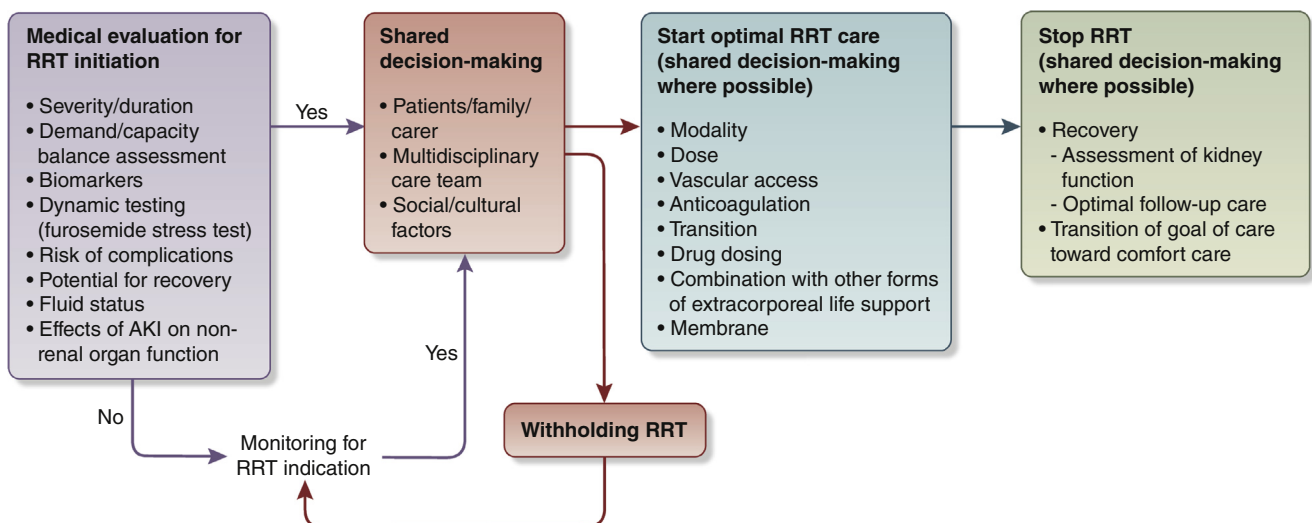 Medical evaluation for
RRT initiation
• Severity/duration
• Demand/capacity
balance assessment
• Biomarkers
• Dynamic testing
(furosemide stress test)
• Risk of complications
• Potential for recovery
• Fluid status
• Effects of AKI on non-
renal organ function
Yes
Shared
decision-making
• Patients/family/
carer
• Multidisciplinary
care team
• Social/cultural
factors
Start optimal RRT care
(shared decision-making
where possible)
• Modality
• Dose
• Vascular access
• Anticoagulation
• Transition
• Drug dosing
• Combination with other forms
of extracorporeal life support
• Membrane
Stop RRT
(shared decision-making
where possible)
• Recovery
- Assessment of kidney
function
- Optimal follow-up care
• Transition of goal of care
toward comfort care
No
Monitoring for
RRT indication
Yes
Withholding RRT